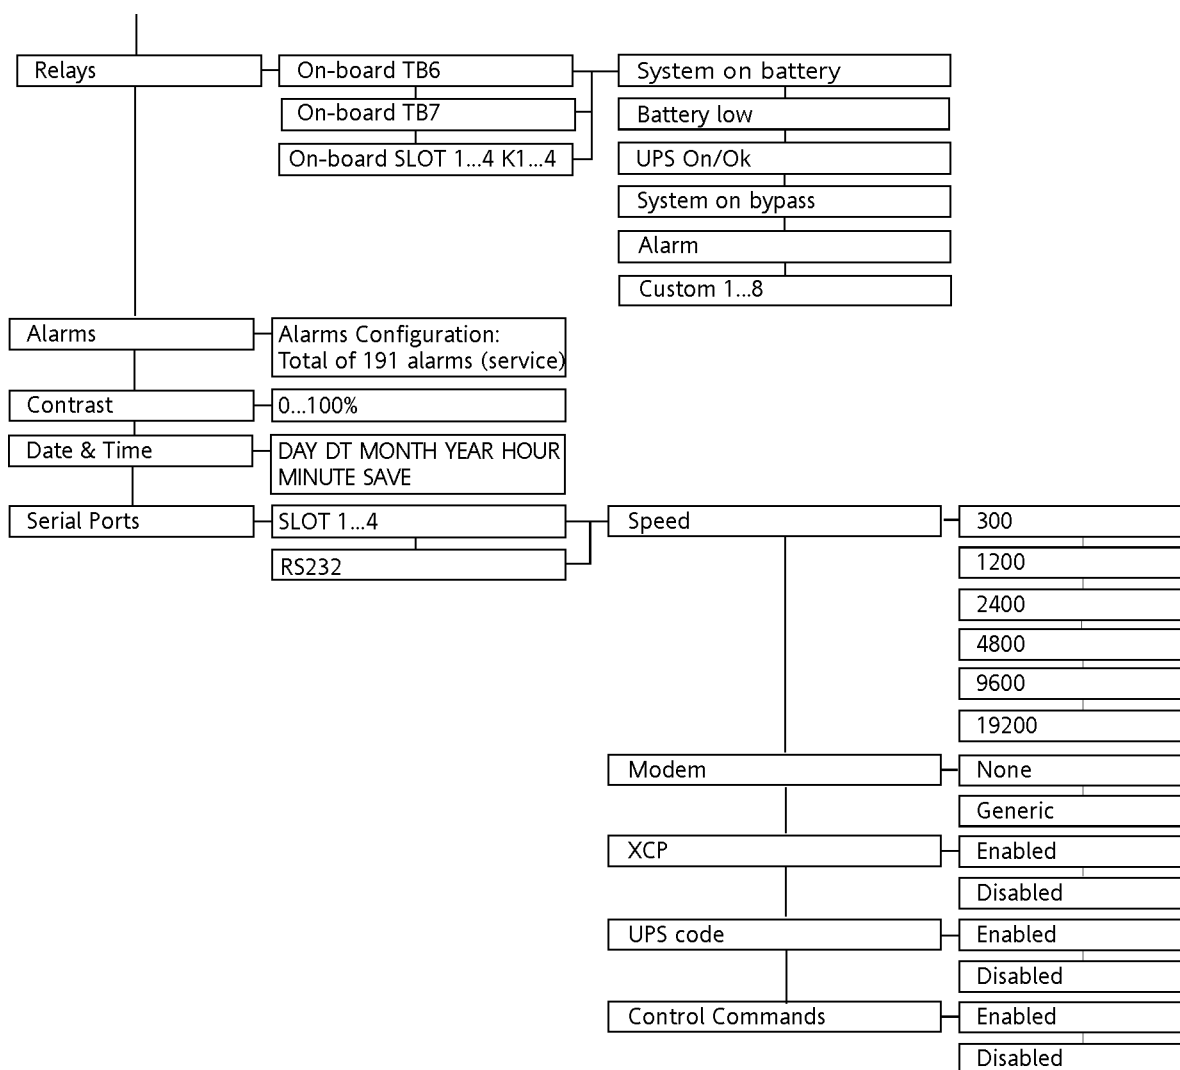 Relays
On-board TB6
System on battery
On-board TB7
Battery low
On-board SLOT 1...4 K1...4
UPS On/Ok
System on bypass
Alarm
Custom 1...8
Alarms
Alarms Configuration:
Total of 191 alarms (service)
Contrast
0...100%
Date & Time
DAY DT MONTH YEAR HOUR
MINUTE SAVE
Serial Ports
SLOT 1...4
Speed
300
RS232
1200
2400
4800
9600
19200
Modem
None
Generic
XCP
Enabled
Disabled
UPS code
Enabled
Disabled
Control Commands
Enabled
Disabled